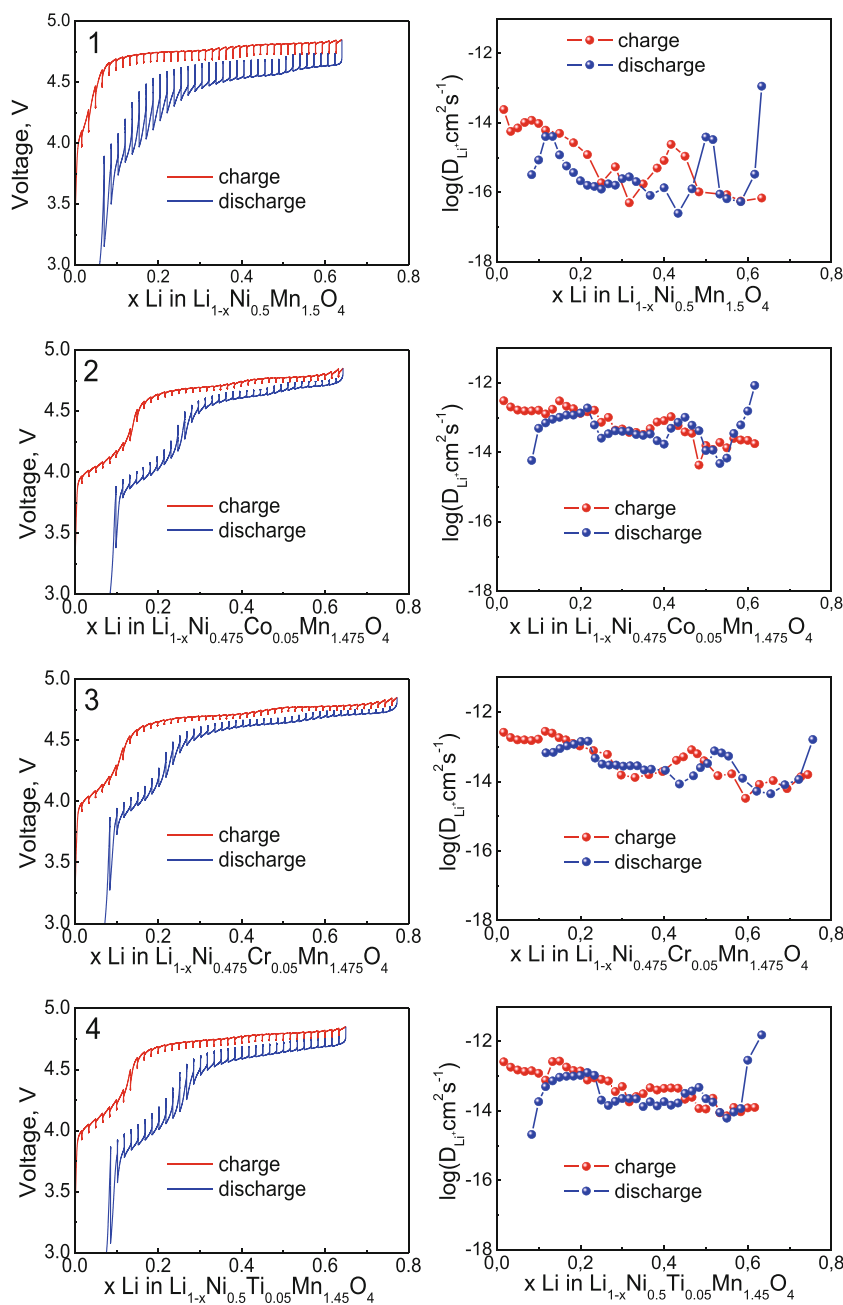 1
5.0
4.5
4.0
3.5
3.0
Voltage, V
charge
discharge
0.0 0.2 0.4 0.6 0.8
x Li in Li1-xNi0.5Mn1.5O4
-12
-14
-16
-18
log(DLi+cm2s-1)
charge
discharge
0,0 0,2 0,4 0,6 0,8
x Li in Li1-xNi0.5Mn1.5O4
2
5.0
4.5
4.0
3.5
3.0
Voltage, V
charge
discharge
0.0 0.2 0.4 0.6 0.8
x Li in Li1-xNi0.475Co0.05Mn1.475O4
-12
-14
-16
-18
log(DLi+cm2s-1)
charge
discharge
0,0 0,2 0,4 0,6 0,8
x Li in Li1-xNi0.475Co0.05Mn1.475O4
3
5.0
4.5
4.0
3.5
3.0
Voltage, V
charge
discharge
0.0 0.2 0.4 0.6 0.8
x Li in Li1-xNi0.475Cr0.05Mn1.475O4
-12
-14
-16
-18
log(DLi+cm2s-1)
charge
discharge
0,0 0,2 0,4 0,6 0,8
x Li in Li1-xNi0.475Cr0.05Mn1.475O4
4
5.0
4.5
4.0
3.5
3.0
Voltage, V
charge
discharge
0.0 0.2 0.4 0.6 0.8
x Li in Li1-xNi0.5Ti0.05Mn1.45O4
-12
-14
-16
-18
log(DLi+cm2s-1)
charge
discharge
0,0 0,2 0,4 0,6 0,8
x Li in Li1-xNi0.5Ti0.05Mn1.45O4